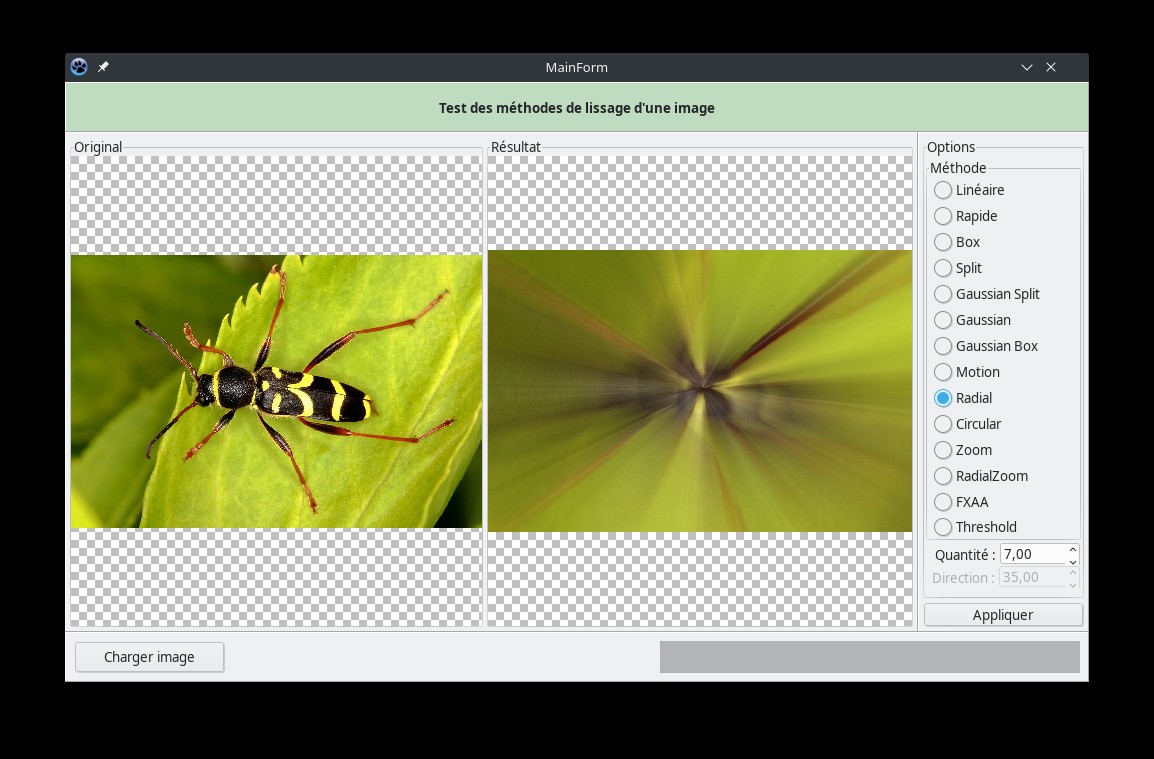 MainForm
Test des méthodes de lissage d'une image
Original
Résultat
Options
Méthode
Linéaire
Rapide
Box
Split
Gaussian Split
Gaussian
Gaussian Box
Motion
Radial
Circular
Zoom
RadialZoom
FXAA
Threshold
Quantité : 7,00
Direction : 35,00
Appliquer
Charger image